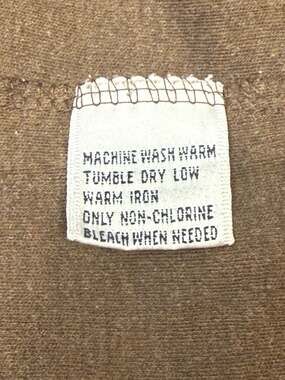 MACHINE WASH WARM
TUMBLE DRY LOW
WARM IRON
ONLY NON-CHLORINE
BLEACH WHEN NEEDED